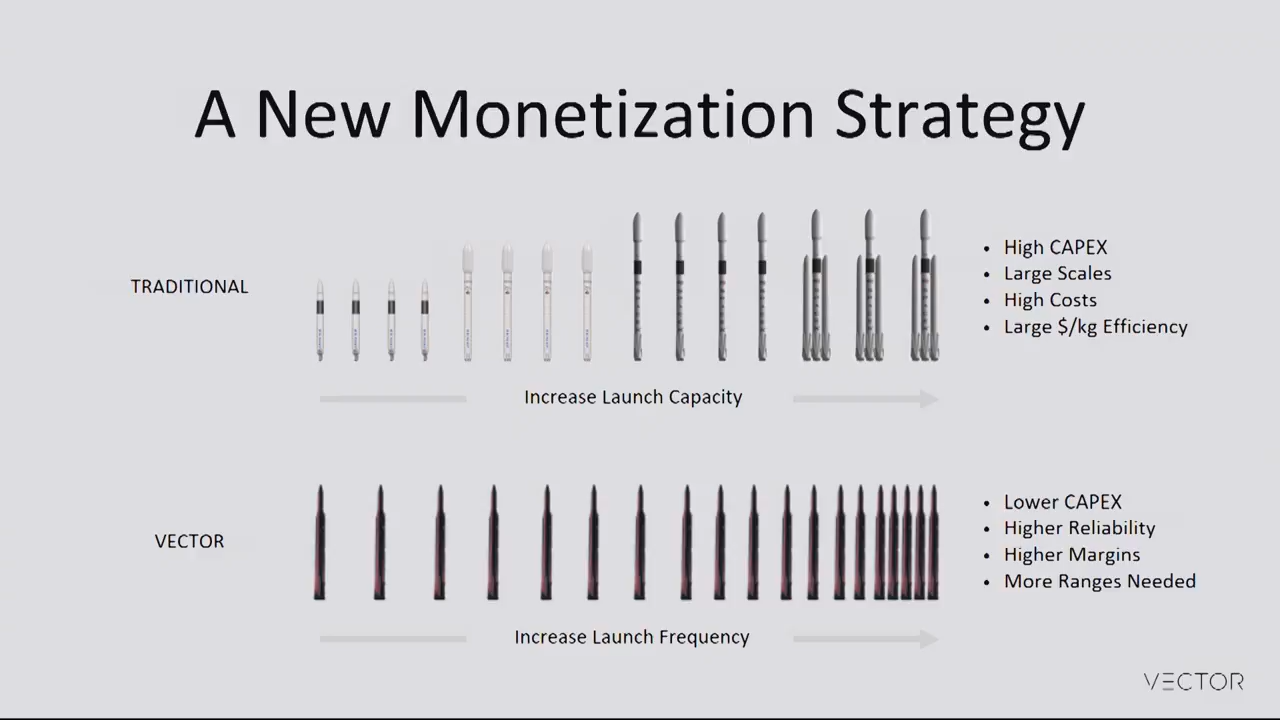 A New Monetization Strategy
TRADITIONAL
• High CAPEX
• Large Scales
• High Costs
• Large $/kg Efficiency
Increase Launch Capacity
VECTOR
• Lower CAPEX
• Higher Reliability
• Higher Margins
• More Ranges Needed
Increase Launch Frequency
VECTOR